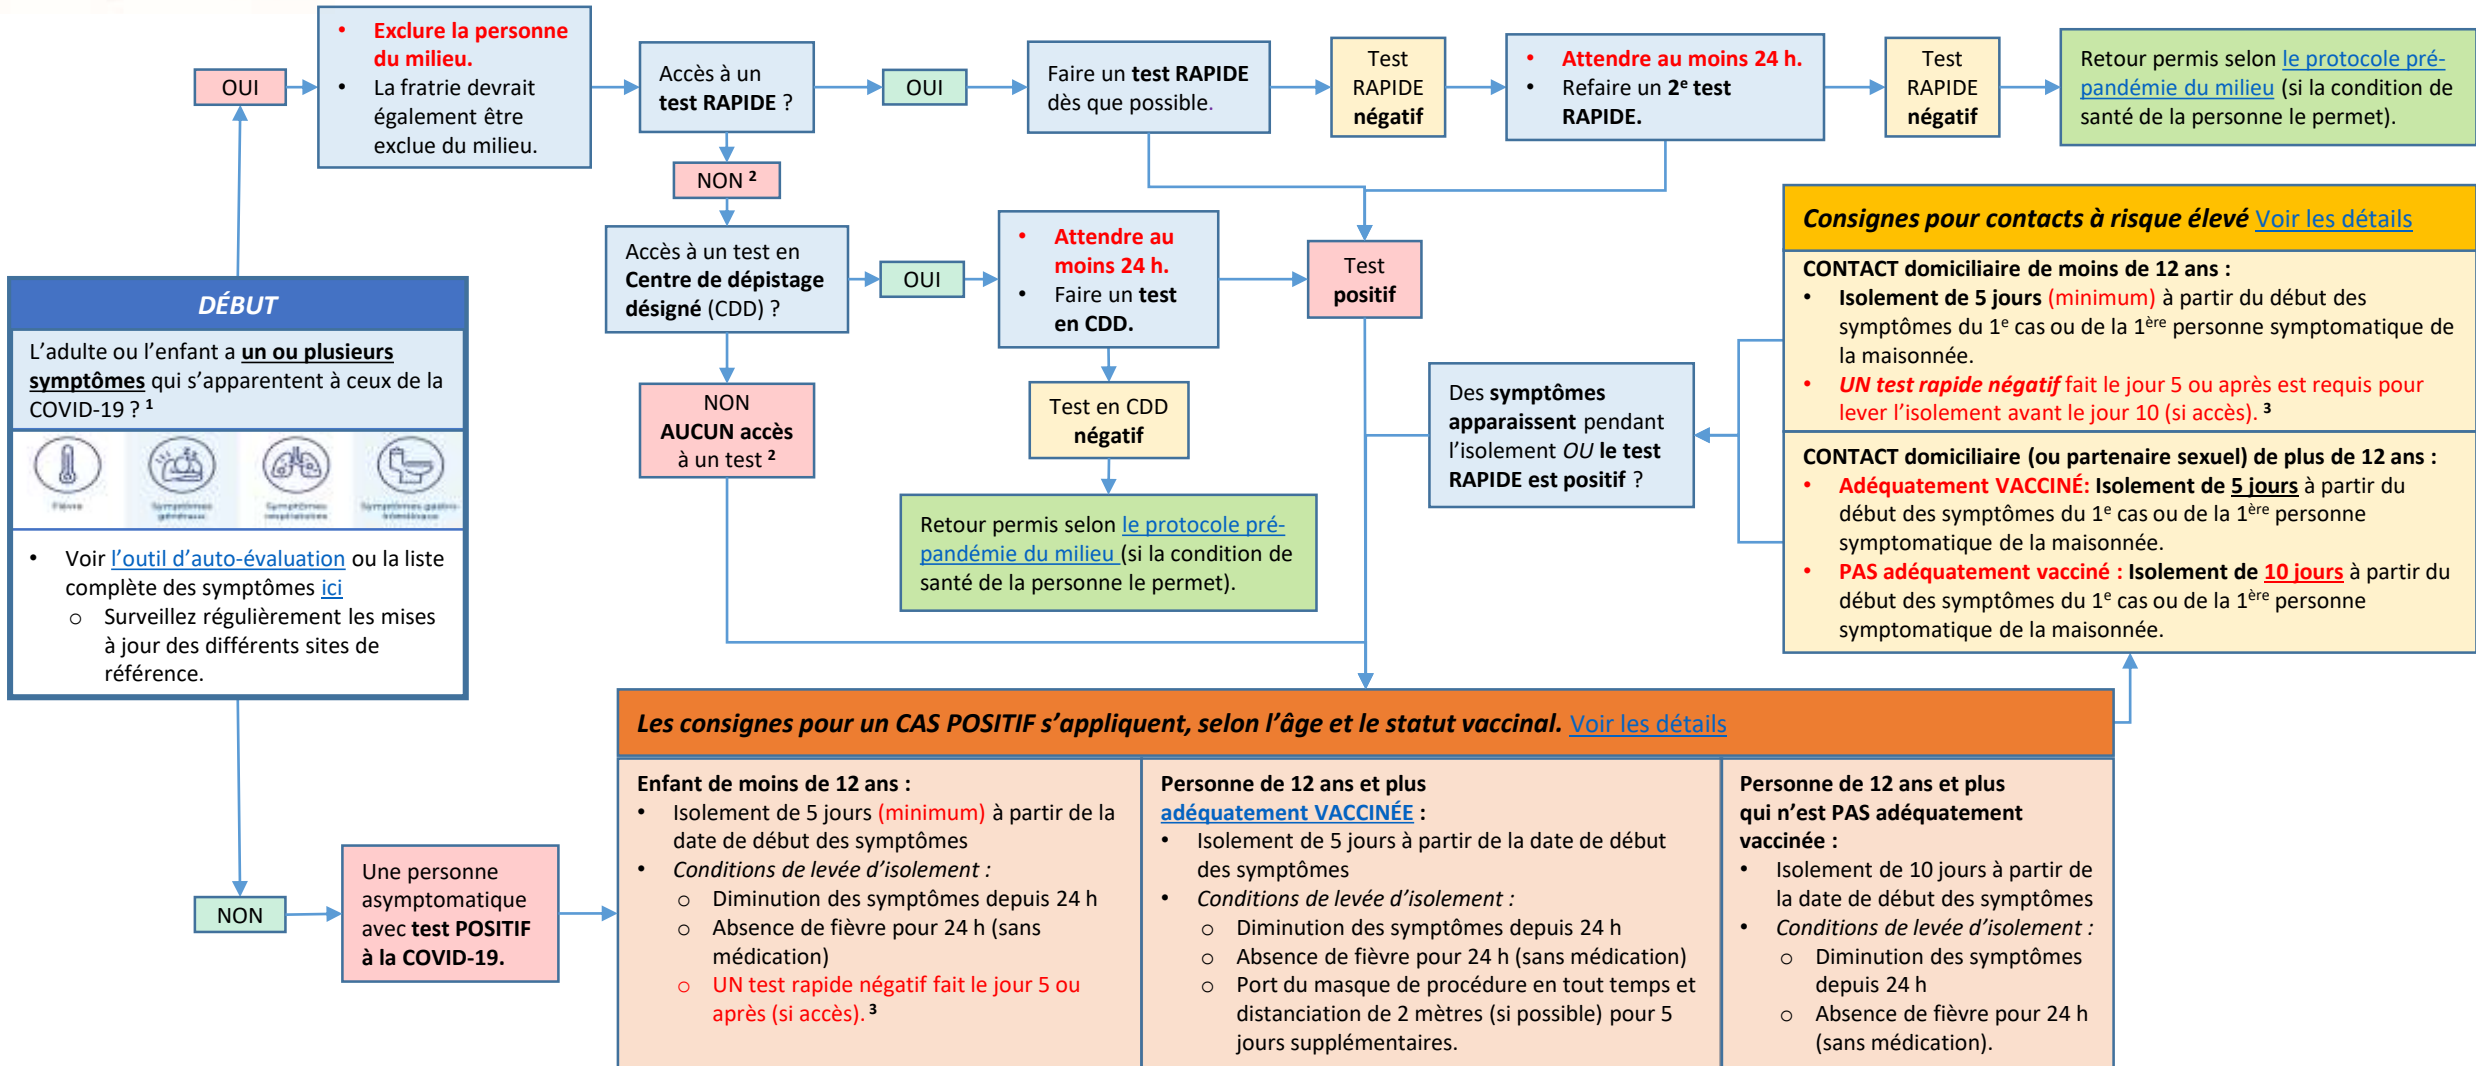 OUI
• Exclure la personne
du milieu.
• La fratrie devrait
également être
exclue du milieu.
Accès à un
test RAPIDE ?
OUI
Faire un test RAPIDE
dès que possible.
Test
RAPIDE
négatif
• Attendre au moins 24 h.
• Refaire un 2e test
RAPIDE.
Test
RAPIDE
négatif
Retour permis selon le protocole pré-
pandémie du milieu (si la condition de
santé de la personne le permet).
NON 2
Accès à un test en
Centre de dépistage
désigné (CDD) ?
OUI
• Attendre au
moins 24 h.
• Faire un test
en CDD.
Test
positif
NON
AUCUN accès
à un test 2
Test en CDD
négatif
Retour permis selon le protocole pré-
pandémie du milieu (si la condition de
santé de la personne le permet).
DÉBUT
L’adulte ou l’enfant a un ou plusieurs
symptômes qui s’apparentent à ceux de la
COVID-19 ? 1
Fièvre
Symptômes
généraux
Symptômes
respiratoires
Symptômes gastro-
intestinaux
• Voir l’outil d’auto-évaluation ou la liste
complète des symptômes ici
o Surveillez régulièrement les mises
à jour des différents sites de
référence.
Des symptômes
apparaissent pendant
l’isolement OU le test
RAPIDE est positif ?
Consignes pour contacts à risque élevé Voir les détails
CONTACT domiciliaire de moins de 12 ans :
• Isolement de 5 jours (minimum) à partir du début des
symptômes du 1e cas ou de la 1ère personne symptomatique de
la maisonnée.
• UN test rapide négatif fait le jour 5 ou après est requis pour
lever l’isolement avant le jour 10 (si accès). 3
CONTACT domiciliaire (ou partenaire sexuel) de plus de 12 ans :
• Adéquatement VACCINÉ: Isolement de 5 jours à partir du
début des symptômes du 1e cas ou de la 1ère personne
symptomatique de la maisonnée.
• PAS adéquatement vacciné : Isolement de 10 jours à partir du
début des symptômes du 1e cas ou de la 1ère personne
symptomatique de la maisonnée.
NON
Une personne
asymptomatique
avec test POSITIF
à la COVID-19.
Les consignes pour un CAS POSITIF s’appliquent, selon l’âge et le statut vaccinal. Voir les détails
Enfant de moins de 12 ans :
• Isolement de 5 jours (minimum) à partir de la
date de début des symptômes
• Conditions de levée d’isolement :
o Diminution des symptômes depuis 24 h
o Absence de fièvre pour 24 h (sans
médication)
o UN test rapide négatif fait le jour 5 ou
après (si accès). 3
Personne de 12 ans et plus
adéquatement VACCINÉE :
• Isolement de 5 jours à partir de la date de début
des symptômes
• Conditions de levée d’isolement :
o Diminution des symptômes depuis 24 h
o Absence de fièvre pour 24 h (sans médication)
o Port du masque de procédure en tout temps et
distanciation de 2 mètres (si possible) pour 5
jours supplémentaires.
Personne de 12 ans et plus
qui n’est PAS adéquatement
vaccinée :
• Isolement de 10 jours à partir de
la date de début des symptômes
• Conditions de levée d’isolement :
o Diminution des symptômes
depuis 24 h
o Absence de fièvre pour 24 h
(sans médication).